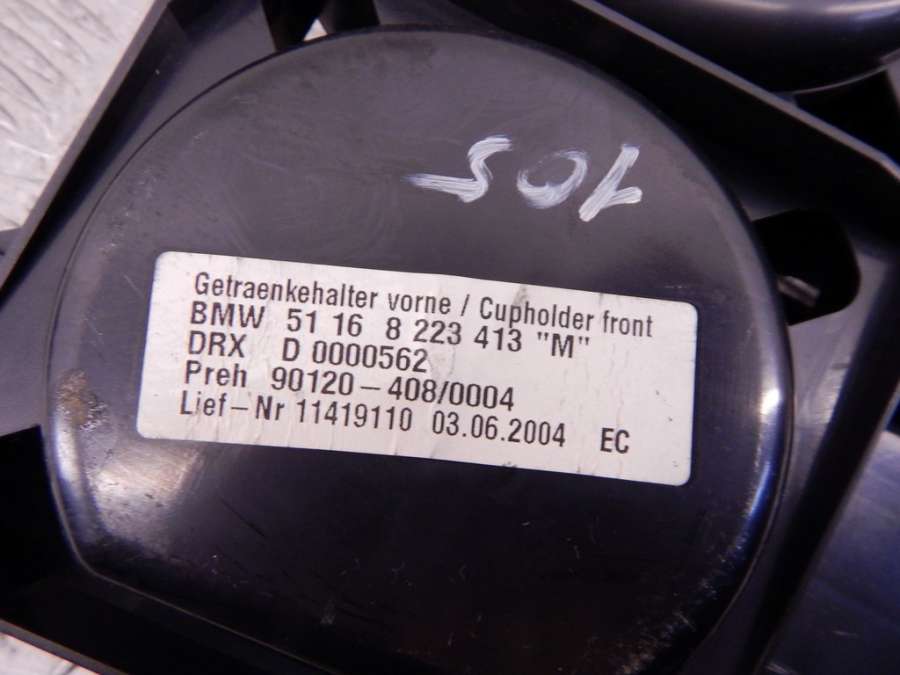 105
Getraenkehalter vorne / Cupholder front
BMW 51 16 8 223 413 "M"
DRX D 0000562
Preh 90120-408/0004
Lief-Nr 11419110 03.06.2004 EC